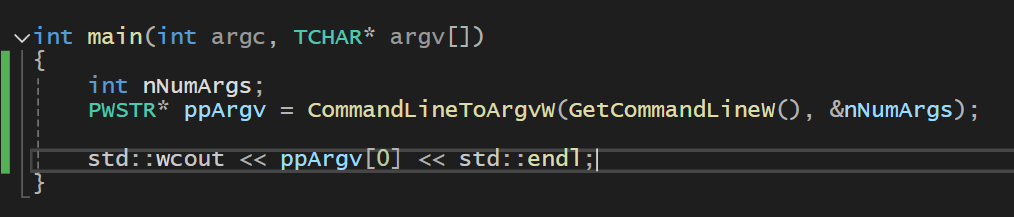 int main(int argc, TCHAR* argv[])
{
    int nNumArgs;
    PWSTR* ppArgv = CommandLineToArgvW(GetCommandLineW(), &nNumArgs);

    std::wcout << ppArgv[0] << std::endl;
}